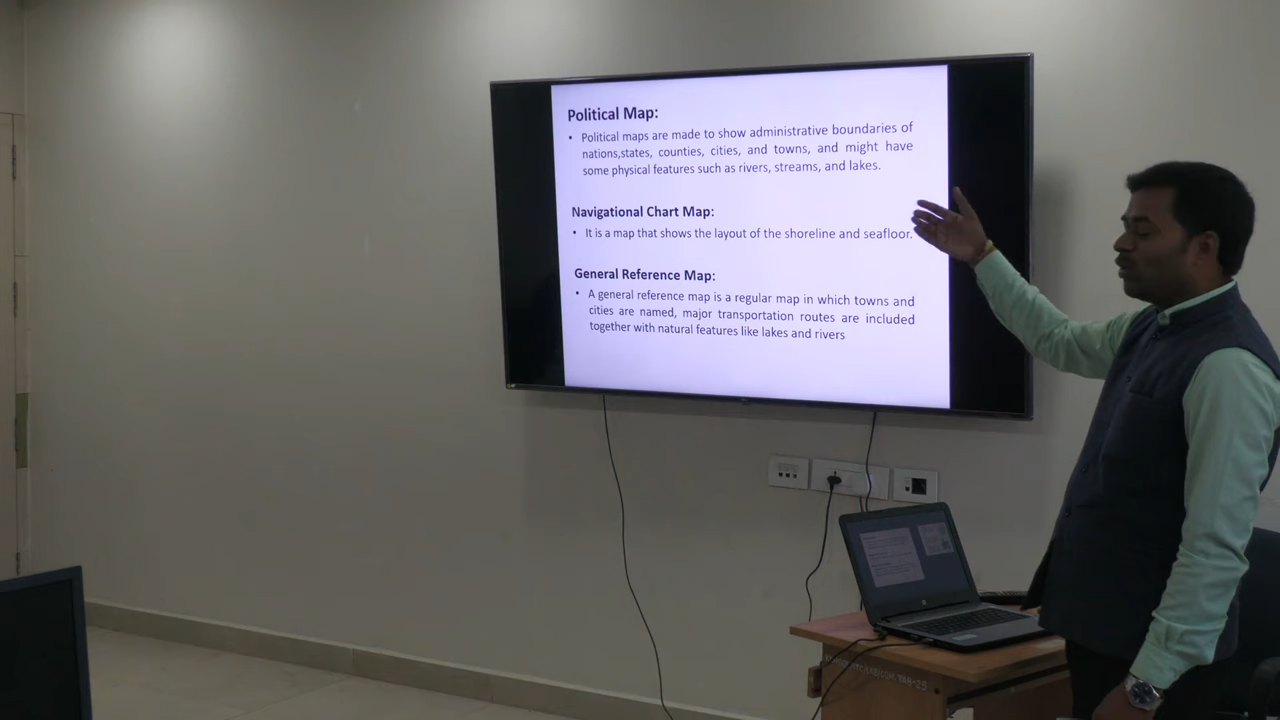 Political Map:
• Political maps are made to show administrative boundaries of
nations,states, counties, cities, and towns, and might have
some physical features such as rivers, streams, and lakes.
Navigational Chart Map:
• It is a map that shows the layout of the shoreline and seafloor.
General Reference Map:
• A general reference map is a regular map in which towns and
cities are named, major transportation routes are included
together with natural features like lakes and rivers